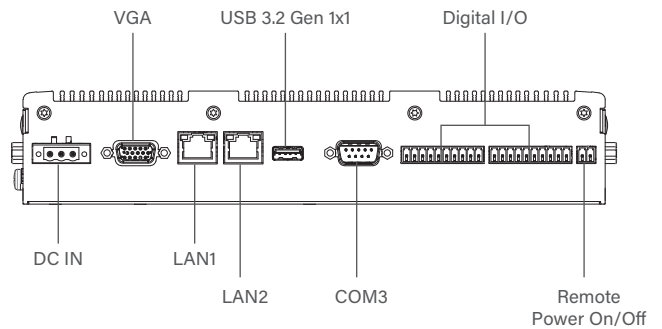 VGA
USB 3.2 Gen 1x1
Digital I/O
DC IN
LAN1
LAN2
COM3
Remote
Power On/Off